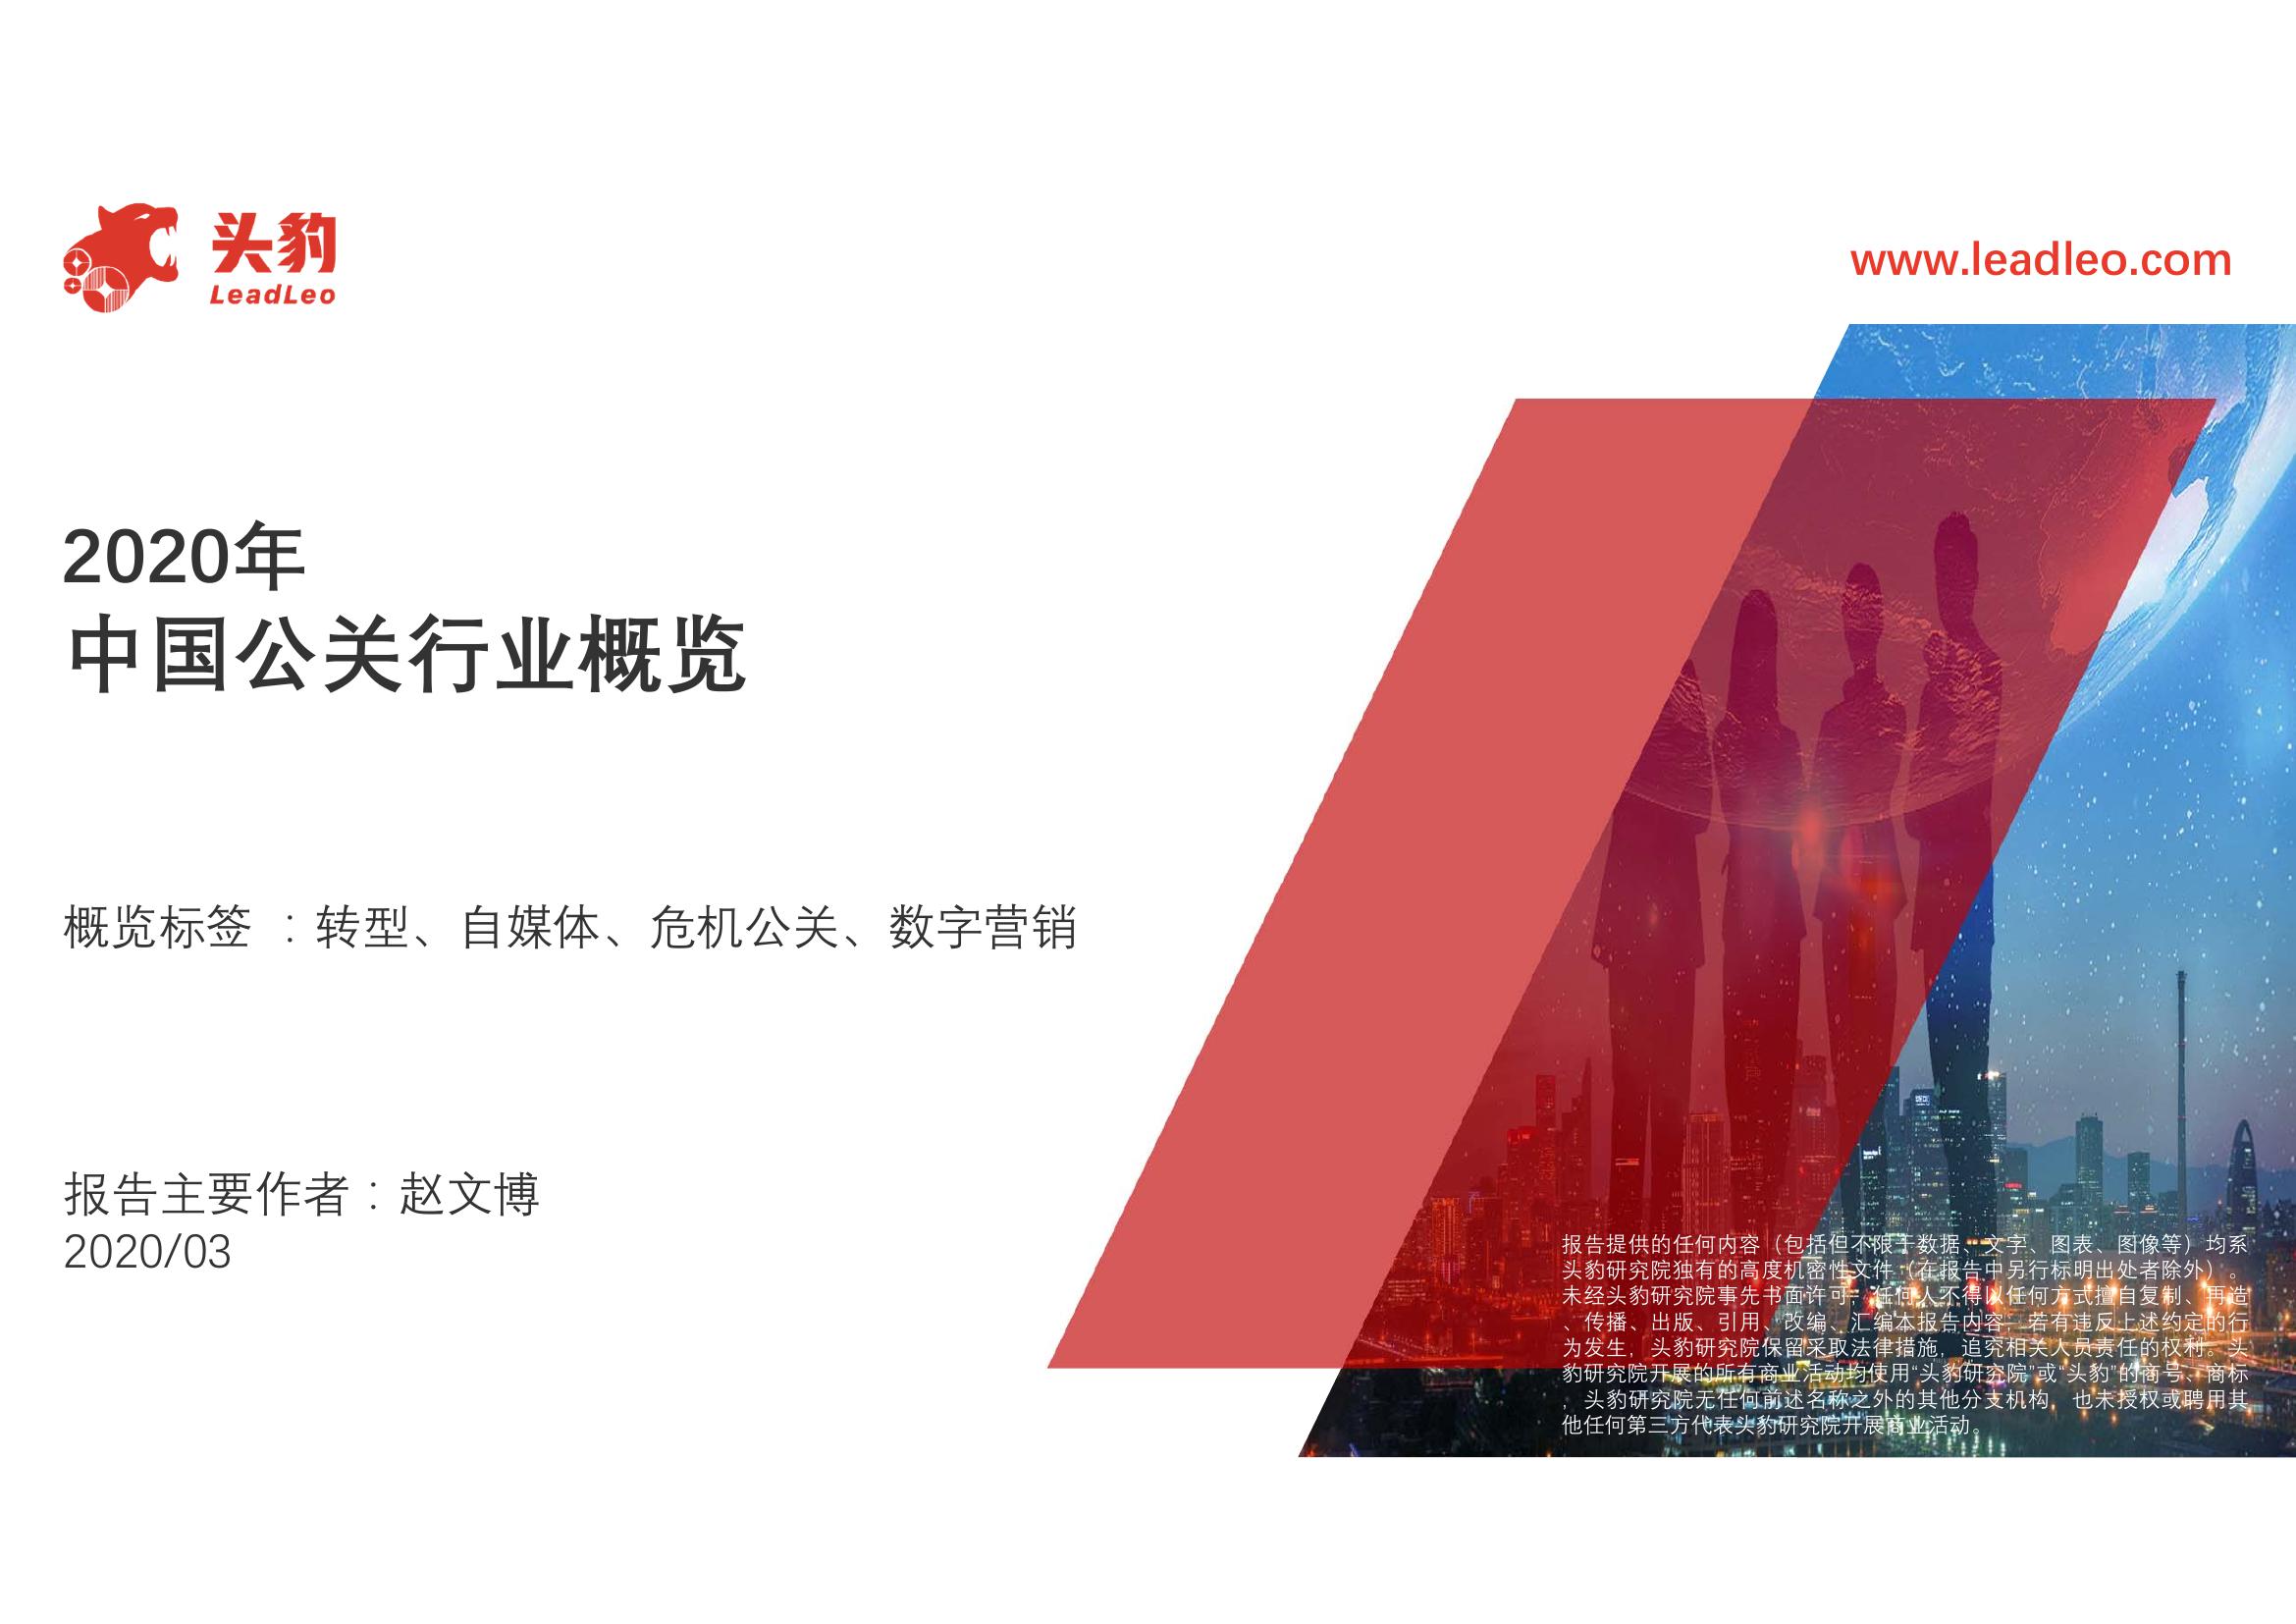 头豹
LeadLeo
www.leadleo.com
2020年
中国公关行业概览
概览标签 ：转型、自媒体、危机公关、数字营销
报告主要作者：赵文博
2020/03
报告提供的任何内容（包括但不限于数据、文字、图表、图像等）均系
头豹研究院独有的高度机密性文件（在报告中另行标明出处者除外）。
未经头豹研究院事先书面许可，任何人不得以任何方式擅自复制、再造
、传播、出版、引用、改编、汇编本报告内容，若有违反上述约定的行
为发生，头豹研究院保留采取法律措施，追究相关人员责任的权利。头
豹研究院开展的所有商业活动均使用“头豹研究院”或“头豹”的商号、商标
，头豹研究院无任何前述名称之外的其他分支机构，也未授权或聘用其
他任何第三方代表头豹研究院开展商业活动。